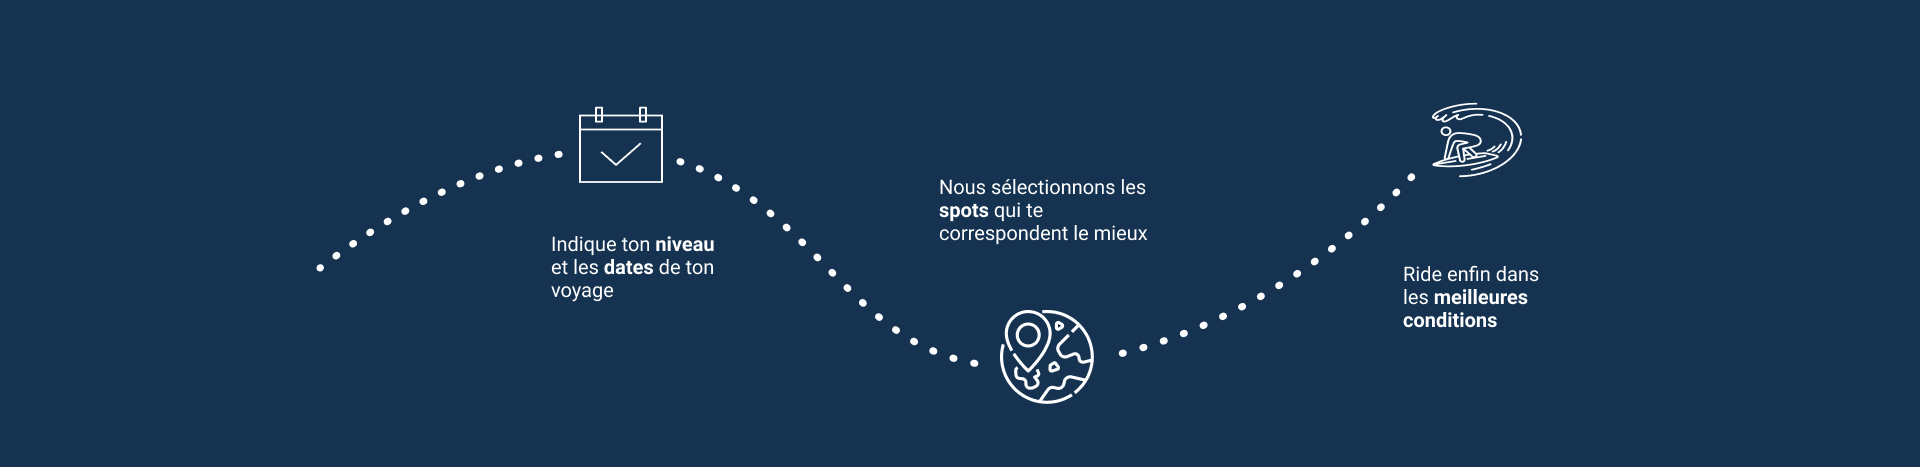 Indique ton niveau
et les dates de ton
voyage
Nous sélectionnons les
spots qui te
correspondent le mieux
Ride enfin dans
les meilleures
conditions